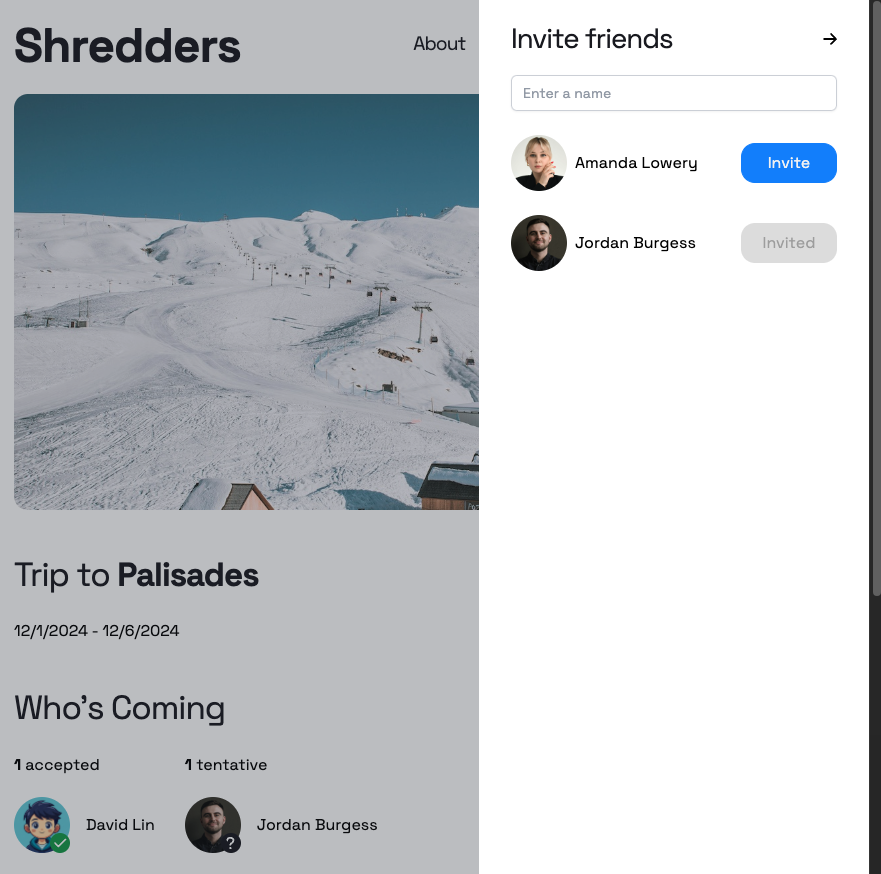 Shredders
About
Trip to Palisades
12/1/2024 - 12/6/2024
Who's Coming
1 accepted
1 tentative
David Lin
?
Jordan Burgess
Invite friends
Enter a name
Amanda Lowery
Invite
Jordan Burgess
Invited